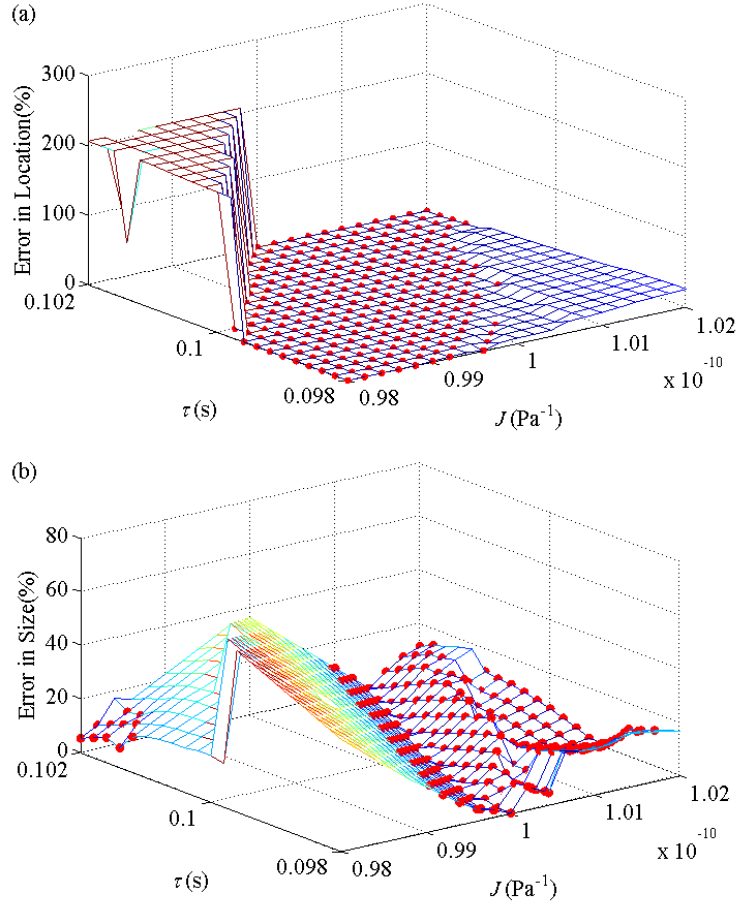 (a)
300
200
100
0
Error in Location(%)
0.102
0.1
0.098
τ (s)
0.98
0.99
1
1.01
1.02
x 10⁻¹⁰
J (Pa⁻¹)
(b)
80
60
40
20
0
Error in Size(%)
0.102
0.1
0.098
τ (s)
0.98
0.99
1
1.01
1.02
x 10⁻¹⁰
J (Pa⁻¹)